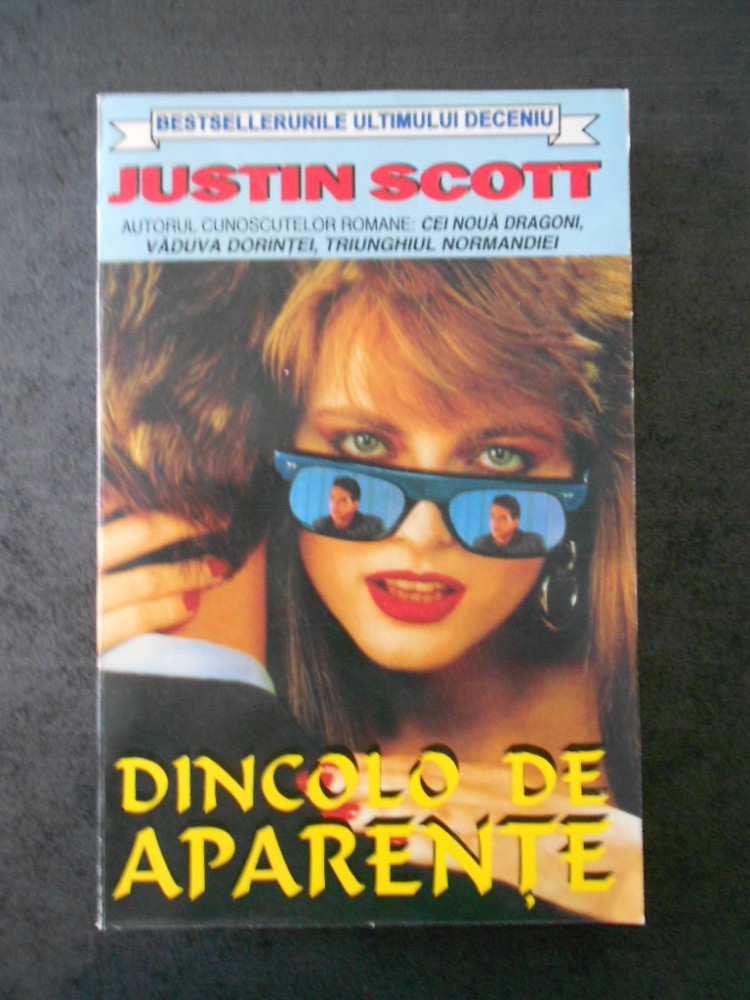 BESTSELLERURILE ULTIMULUI DECENIU
JUSTIN SCOTT
AUTORUL CUNOSCUTELOR ROMANE: CEI NOUĂ DRAGONI,
VĂDUVA DORINȚEI, TRIUNGHIUL NORMANDIEI
DINCOLO DE
APARENȚE